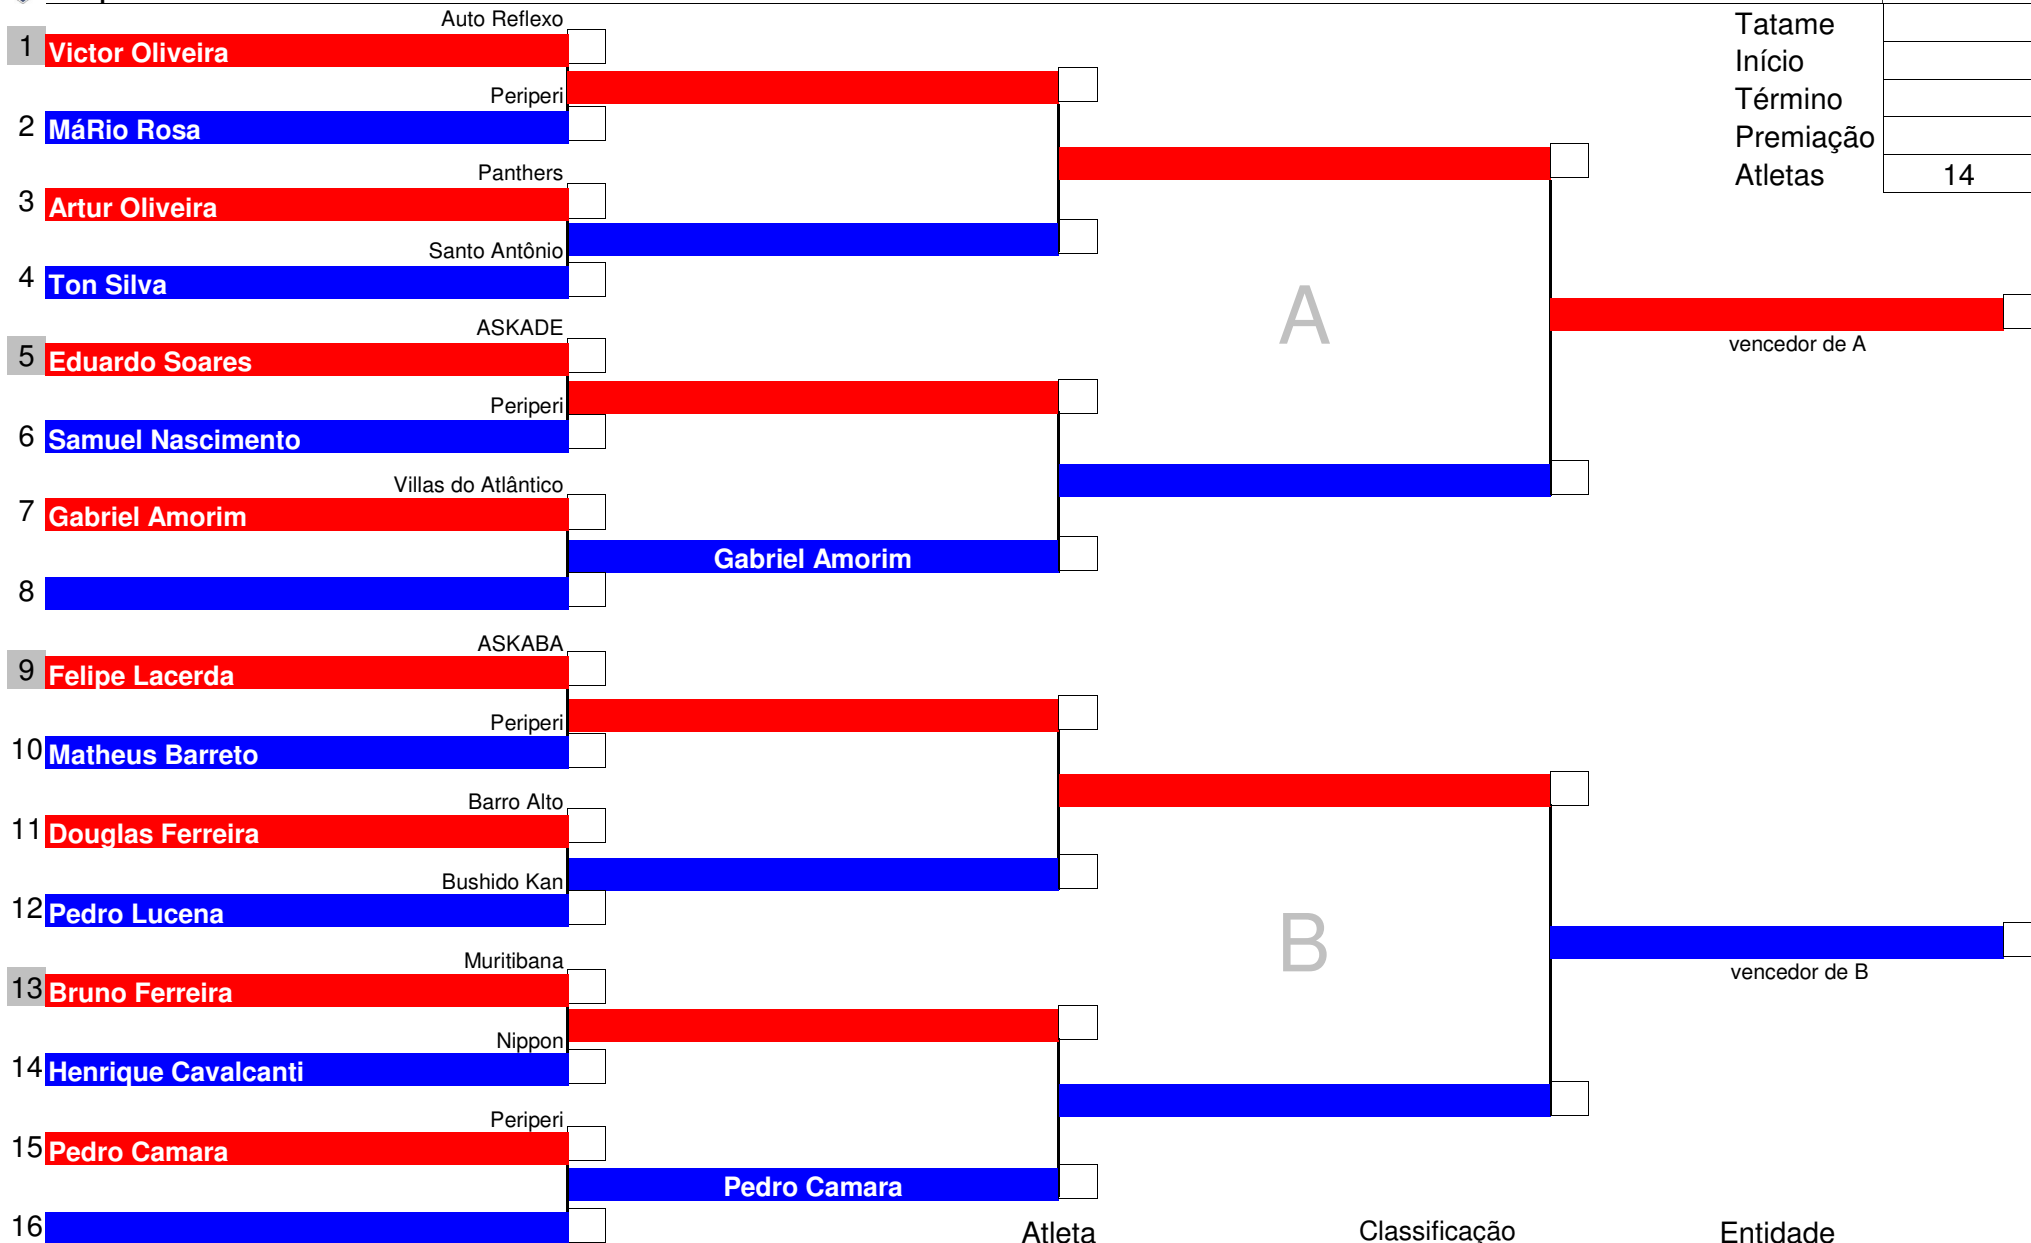 Auto Reflexo
1 Victor Oliveira
Periperi
2 MáRio Rosa
Panthers
3 Artur Oliveira
Santo Antônio
4 Ton Silva
ASKADE
5 Eduardo Soares
Periperi
6 Samuel Nascimento
Villas do Atlântico
7 Gabriel Amorim
Gabriel Amorim
8
ASKABA
9 Felipe Lacerda
Periperi
10 Matheus Barreto
Barro Alto
11 Douglas Ferreira
Bushido Kan
12 Pedro Lucena
Muritibana
13 Bruno Ferreira
Nippon
14 Henrique Cavalcanti
Periperi
15 Pedro Camara
Pedro Camara
16
A
vencedor de A
B
vencedor de B
Tatame
Início
Término
Premiação
Atletas 14
Atleta Classificação Entidade